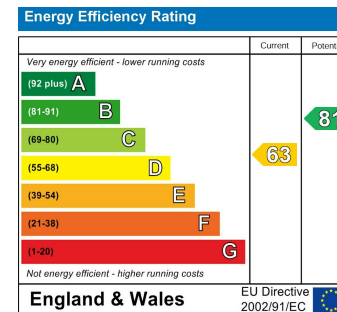 Energy Efficiency Rating
Current
Very energy efficient - lower running costs
(92 plus) A
(81-91) B
(69-80) C
(55-68) D
(39-54) E
(21-38) F
(1-20) G
63
81
Not energy efficient - higher running costs
England & Wales
EU Directive
2002/91/EC